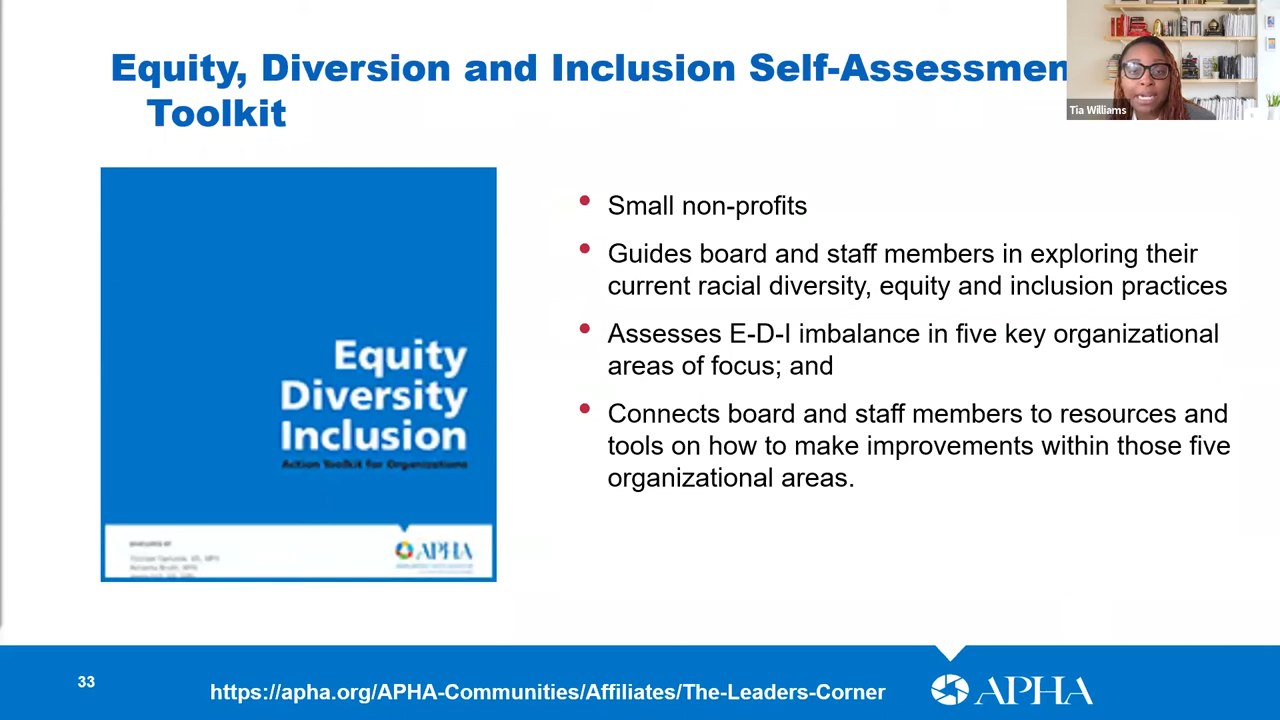 Equity, Diversion and Inclusion Self-Assessmen
Toolkit
Tia Williams
Equity
Diversity
Inclusion
Action Toolkit for Organizations
APHA
• Small non-profits
• Guides board and staff members in exploring their
current racial diversity, equity and inclusion practices
• Assesses E-D-I imbalance in five key organizational
areas of focus; and
• Connects board and staff members to resources and
tools on how to make improvements within those five
organizational areas.
33
https://apha.org/APHA-Communities/Affiliates/The-Leaders-Corner
APHA